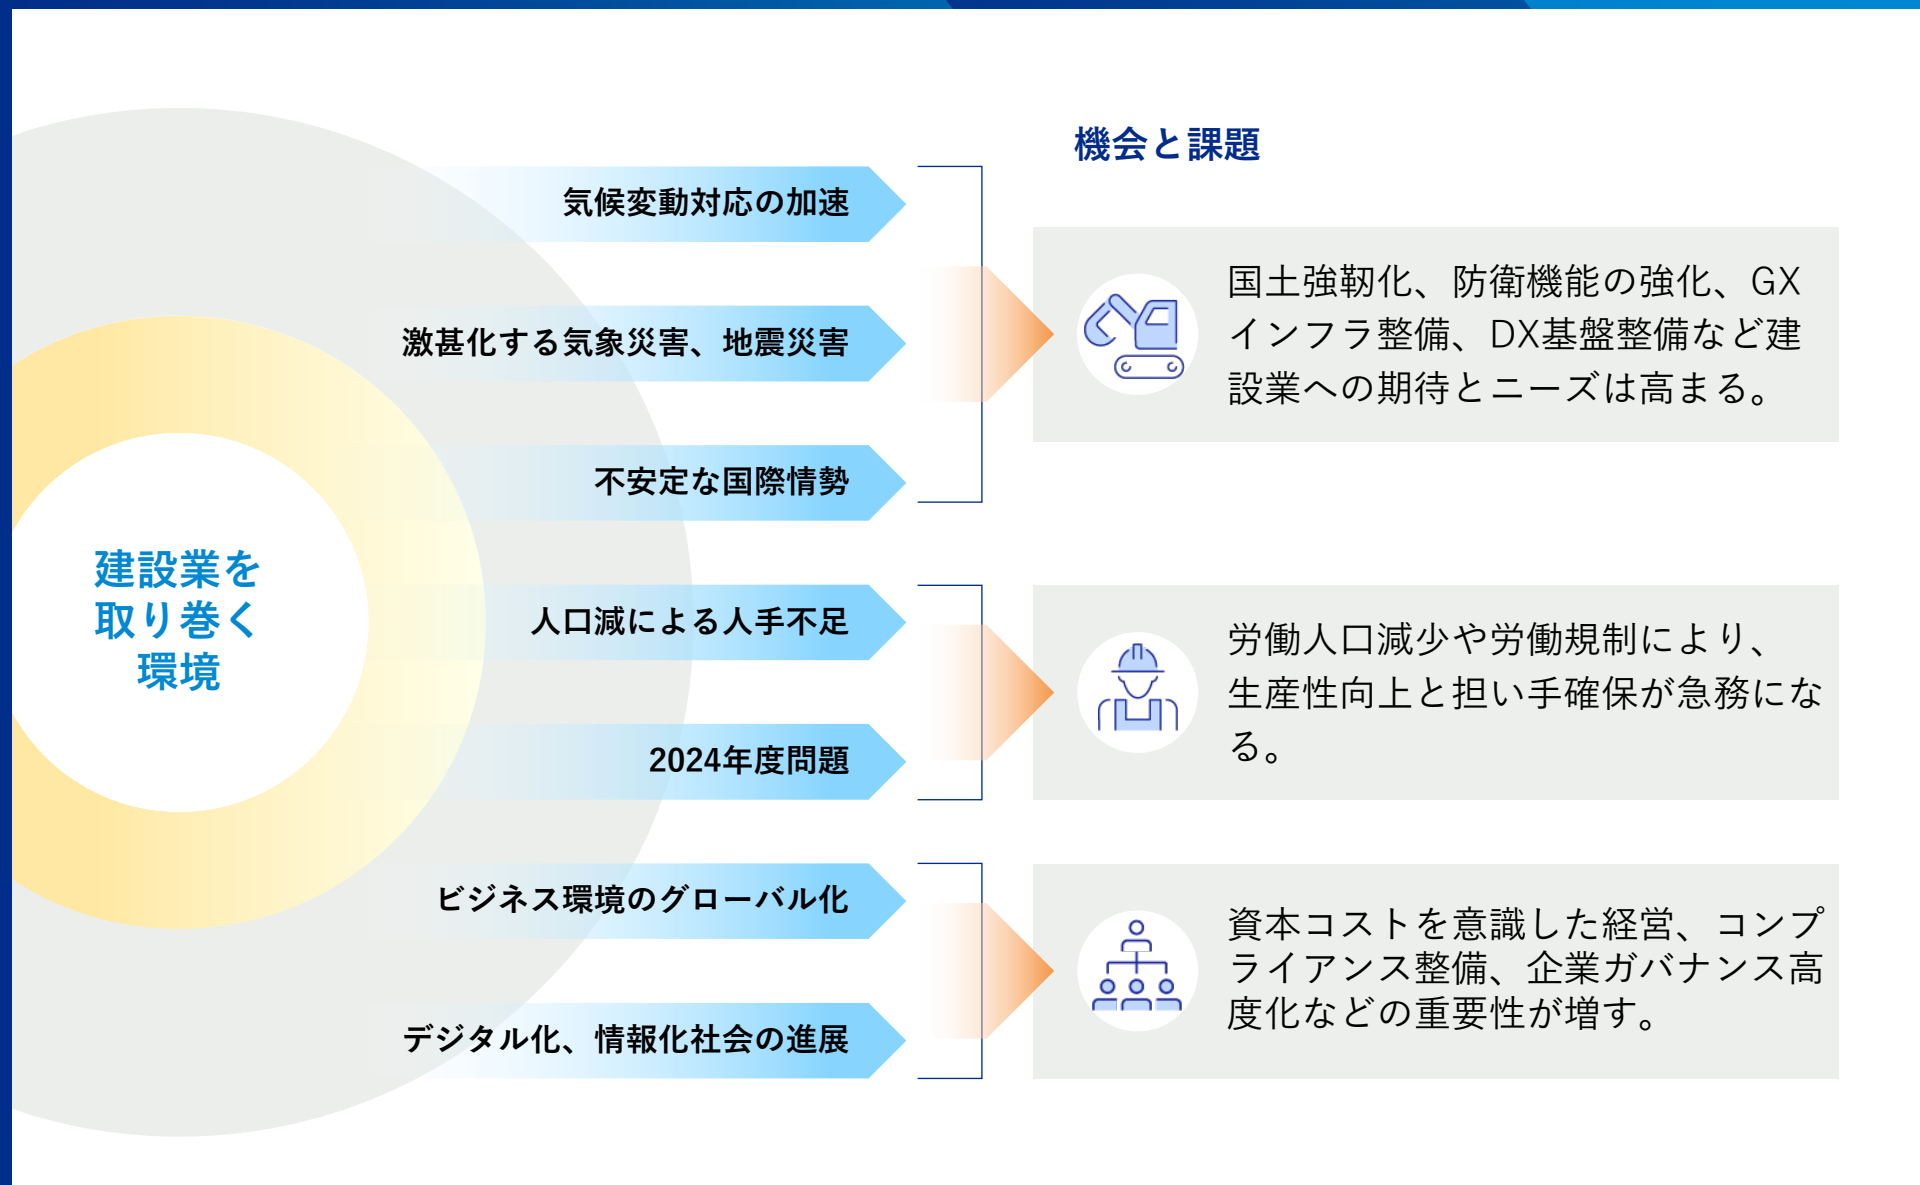 建設業を
取り巻く
環境
気候変動対応の加速
激甚化する気象災害、地震災害
不安定な国際情勢
人口減による人手不足
2024年度問題
ビジネス環境のグローバル化
デジタル化、情報化社会の進展
機会と課題
国土強靭化、防衛機能の強化、GX
インフラ整備、DX基盤整備など建
設業への期待とニーズは高まる。
労働人口減少や労働規制により、
生産性向上と担い手確保が急務にな
る。
資本コストを意識した経営、コンプ
ライアンス整備、企業ガバナンス高
度化などの重要性が増す。